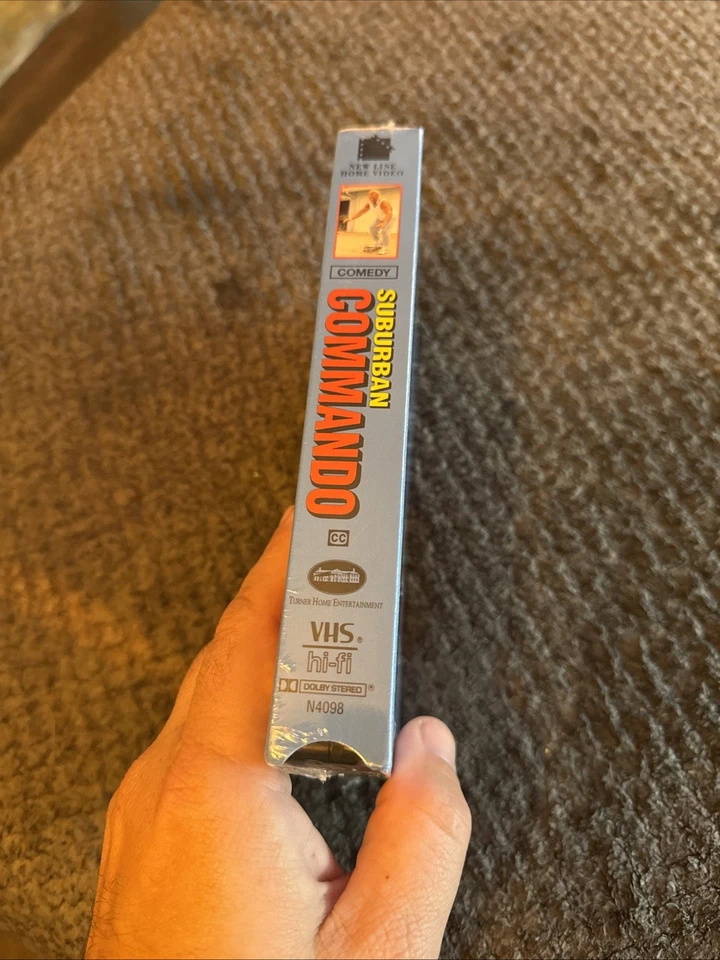 NEW LINE
HOME VIDEO
COMEDY
SUBURBAN
COMMANDO
CC
TURNER HOME ENTERTAINMENT
VHS®
hi-fi
DOLBY STEREO®
N4098